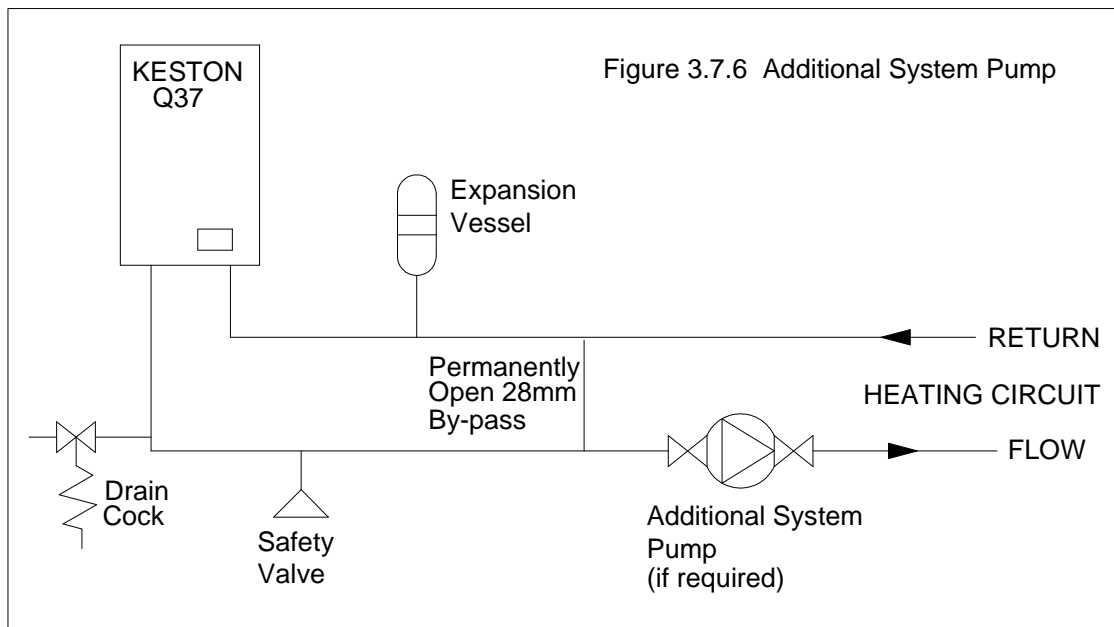 KESTON
Q37
Figure 3.7.6 Additional System Pump
Expansion
Vessel
RETURN
Permanently
Open 28mm
By-pass
HEATING CIRCUIT
FLOW
Drain
Cock
Safety
Valve
Additional System
Pump
(if required)